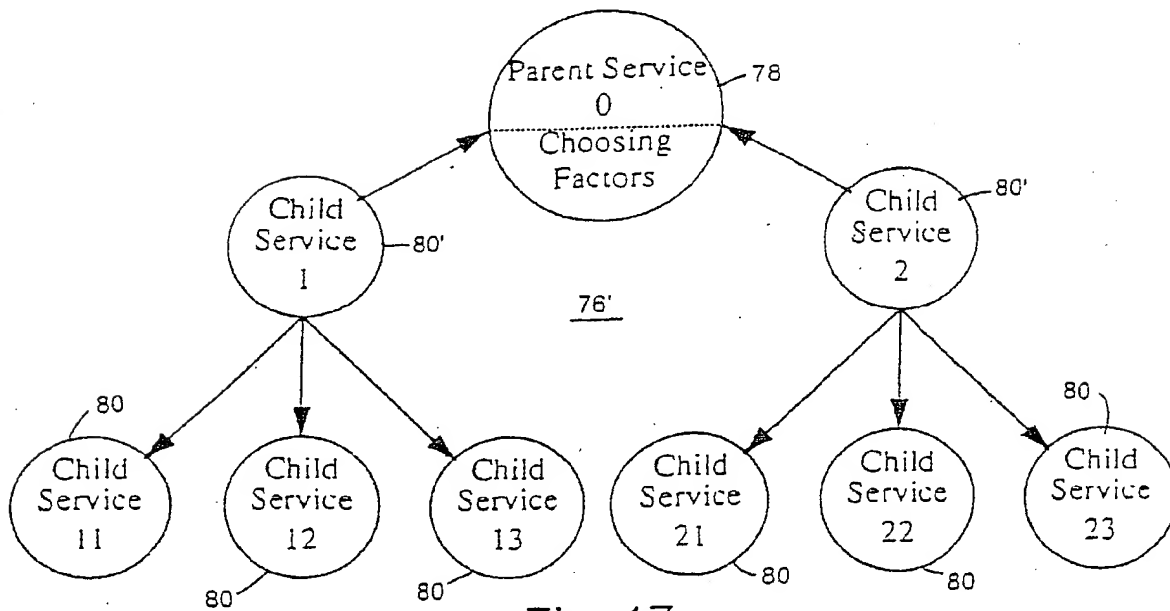 Parent Service
0
Choosing
Factors
78
Child
Service
1
80'
Child
Service
2
80'
76'
80
Child
Service
11
Child
Service
12
80
Child
Service
13
80
Child
Service
21
80
Child
Service
22
80
80
Child
Service
23